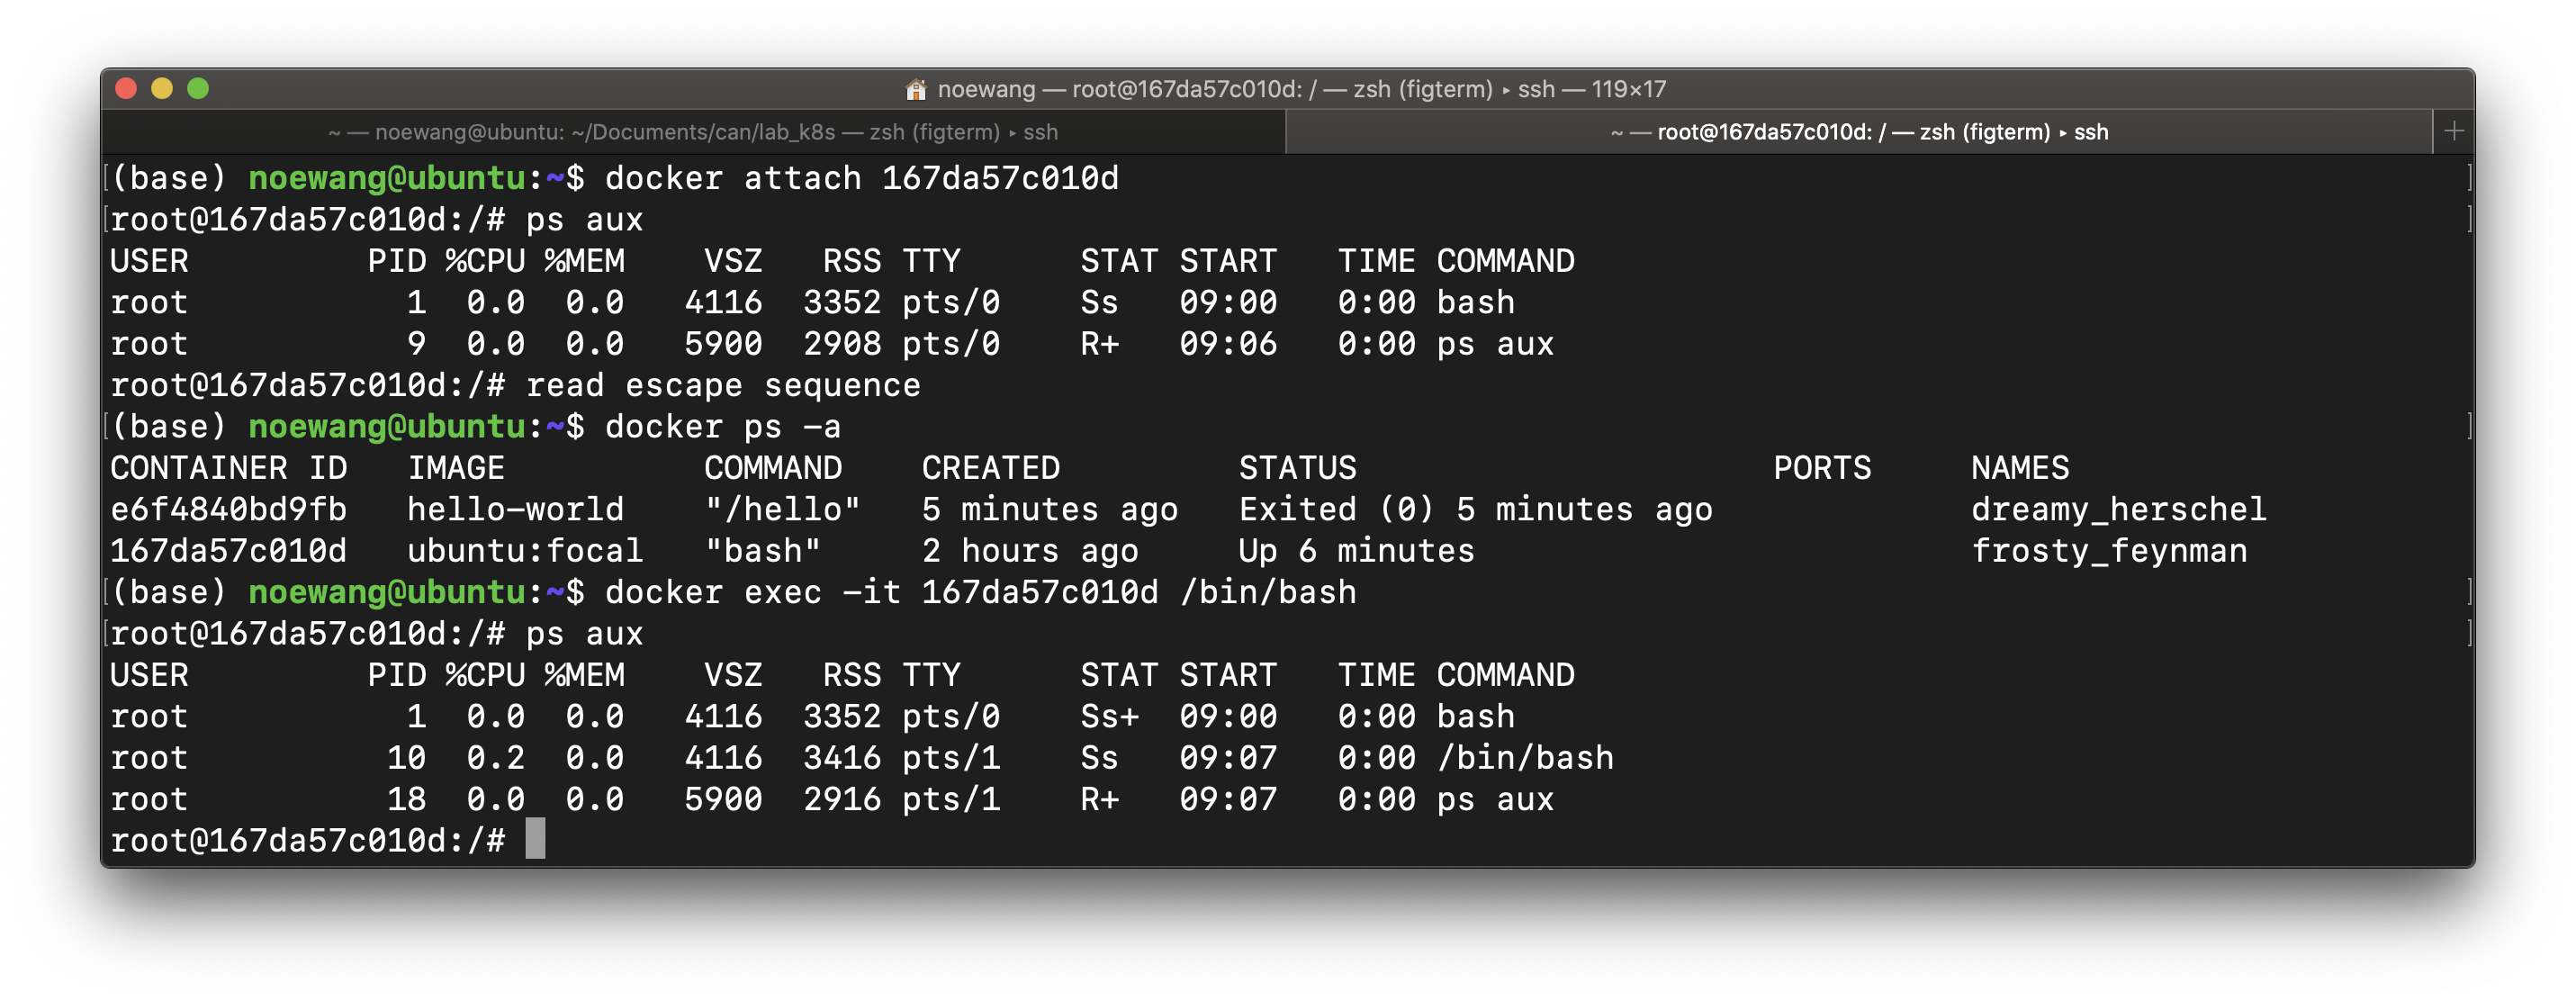 noewang — root@167da57c010d: / — zsh (figterm) ▸ ssh — 119×17
~ — noewang@ubuntu: ~/Documents/can/lab_k8s — zsh (figterm) ▸ ssh
~ — root@167da57c010d: / — zsh (figterm) ▸ ssh
(base) noewang@ubuntu:~$ docker attach 167da57c010d
root@167da57c010d:/# ps aux
USER         PID %CPU %MEM    VSZ   RSS TTY      STAT START   TIME COMMAND
root           1  0.0  0.0   4116  3352 pts/0    Ss   09:00   0:00 bash
root           9  0.0  0.0   5900  2908 pts/0    R+   09:06   0:00 ps aux
root@167da57c010d:/# read escape sequence
(base) noewang@ubuntu:~$ docker ps -a
CONTAINER ID   IMAGE          COMMAND    CREATED         STATUS                     PORTS     NAMES
e6f4840bd9fb   hello-world    "/hello"   5 minutes ago   Exited (0) 5 minutes ago             dreamy_herschel
167da57c010d   ubuntu:focal   "bash"     2 hours ago     Up 6 minutes                         frosty_feynman
(base) noewang@ubuntu:~$ docker exec -it 167da57c010d /bin/bash
root@167da57c010d:/# ps aux
USER         PID %CPU %MEM    VSZ   RSS TTY      STAT START   TIME COMMAND
root           1  0.0  0.0   4116  3352 pts/0    Ss+  09:00   0:00 bash
root          10  0.2  0.0   4116  3416 pts/1    Ss   09:07   0:00 /bin/bash
root          18  0.0  0.0   5900  2916 pts/1    R+   09:07   0:00 ps aux
root@167da57c010d:/#